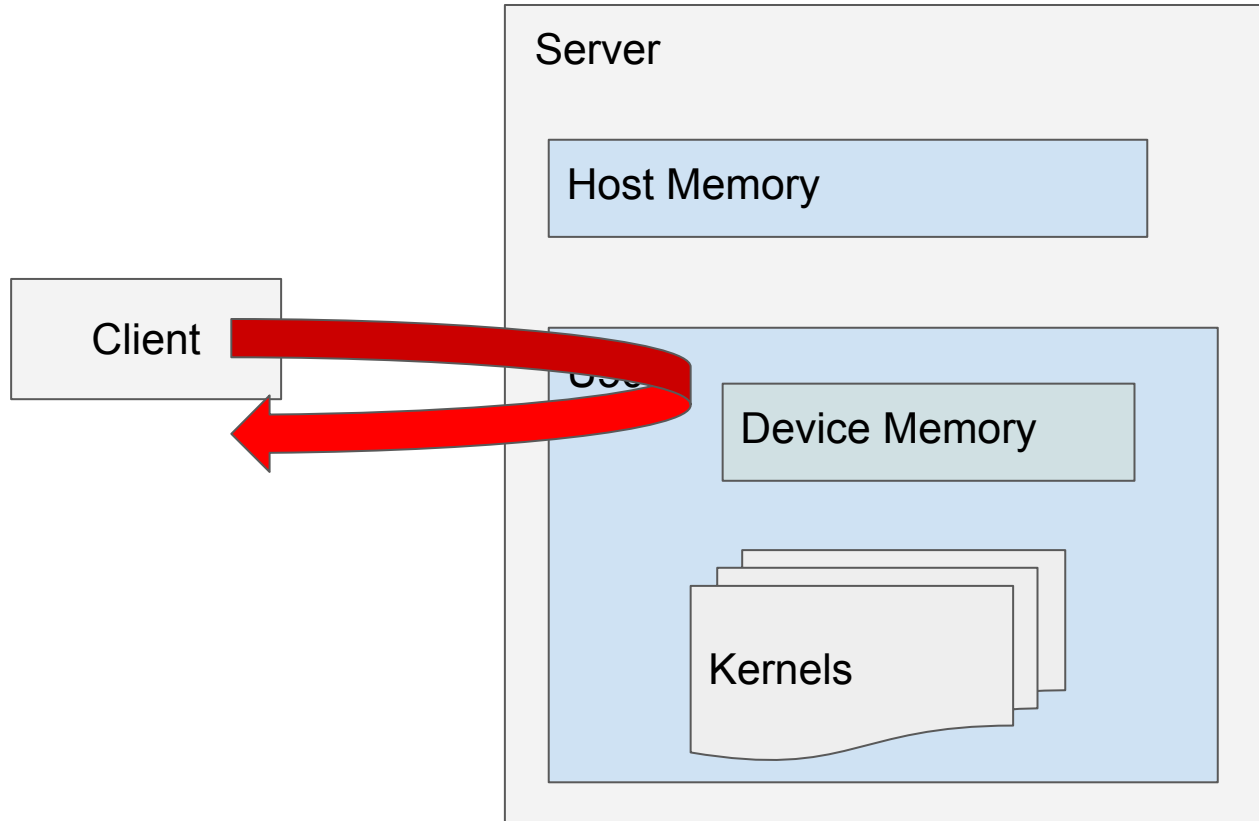 Server
Host Memory
Client
Device Memory
Kernels